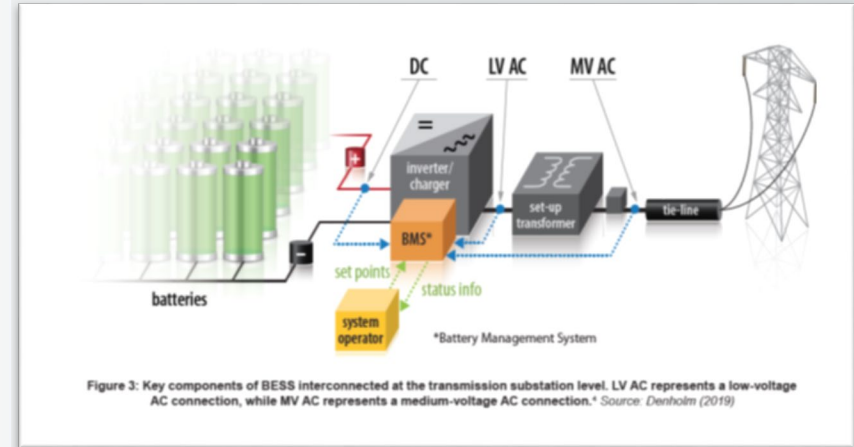 DC
LV AC
MV AC
=
+
inverter/
charger
set-up
transformer
tie-line
BMS*
-
set points
status info
batteries
system
operator
*Battery Management System
Figure 3: Key components of BESS interconnected at the transmission substation level. LV AC represents a low-voltage
AC connection, while MV AC represents a medium-voltage AC connection.⁴ Source: Denholm (2019)